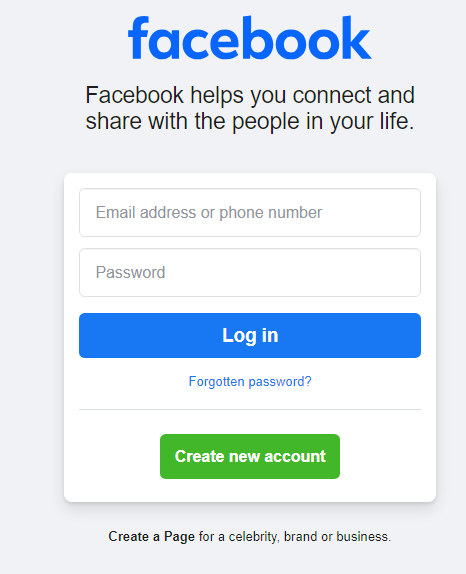 facebook
Facebook helps you connect and
share with the people in your life.
Email address or phone number
Password
Log in
Forgotten password?
Create new account
Create a Page for a celebrity, brand or business.